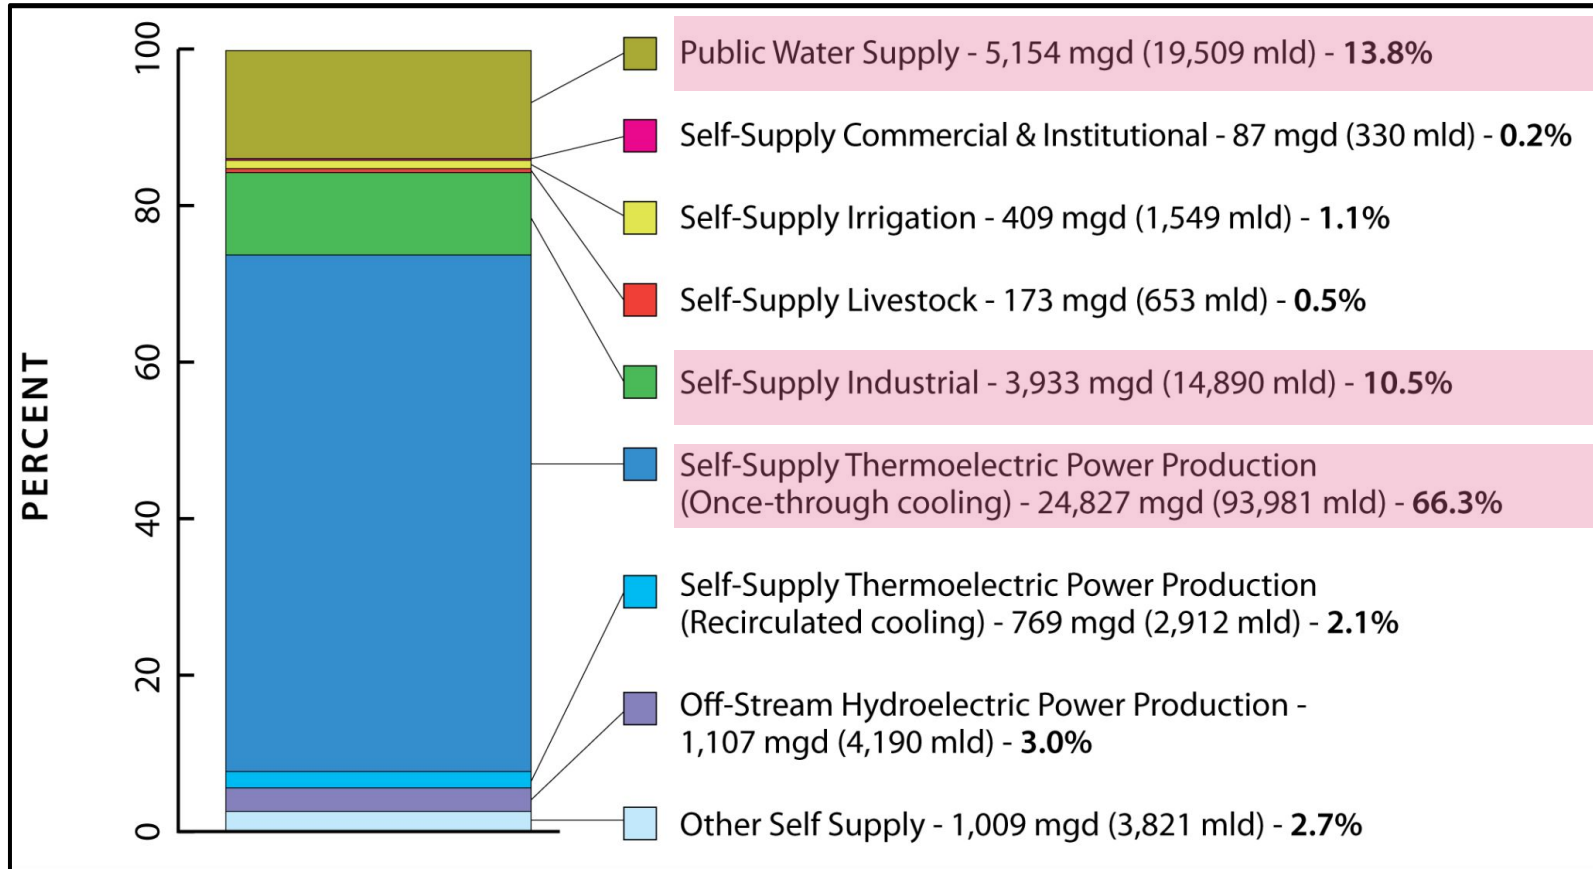 PERCENT
100
80
60
40
20
0
Public Water Supply - 5,154 mgd (19,509 mld) - 13.8%
Self-Supply Commercial & Institutional - 87 mgd (330 mld) - 0.2%
Self-Supply Irrigation - 409 mgd (1,549 mld) - 1.1%
Self-Supply Livestock - 173 mgd (653 mld) - 0.5%
Self-Supply Industrial - 3,933 mgd (14,890 mld) - 10.5%
Self-Supply Thermoelectric Power Production
(Once-through cooling) - 24,827 mgd (93,981 mld) - 66.3%
Self-Supply Thermoelectric Power Production
(Recirculated cooling) - 769 mgd (2,912 mld) - 2.1%
Off-Stream Hydroelectric Power Production -
1,107 mgd (4,190 mld) - 3.0%
Other Self Supply - 1,009 mgd (3,821 mld) - 2.7%